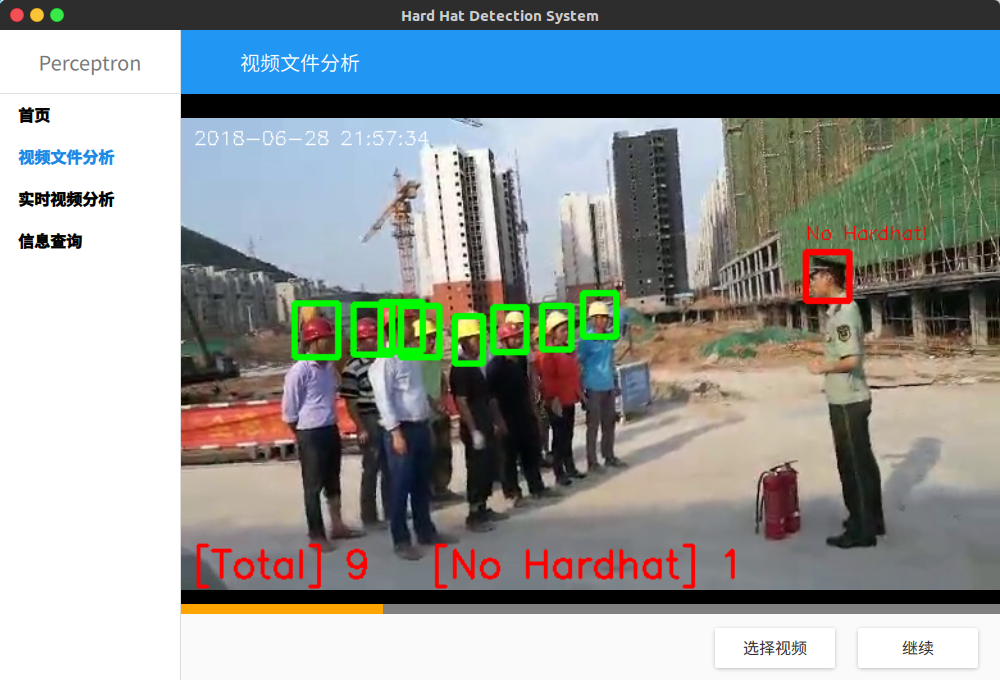 Hard Hat Detection System
Perceptron
视频文件分析
首页
视频文件分析
实时视频分析
信息查询
2018-06-28 21:57:34
No Hardhat!
[Total] 9 [No Hardhat] 1
选择视频
继续